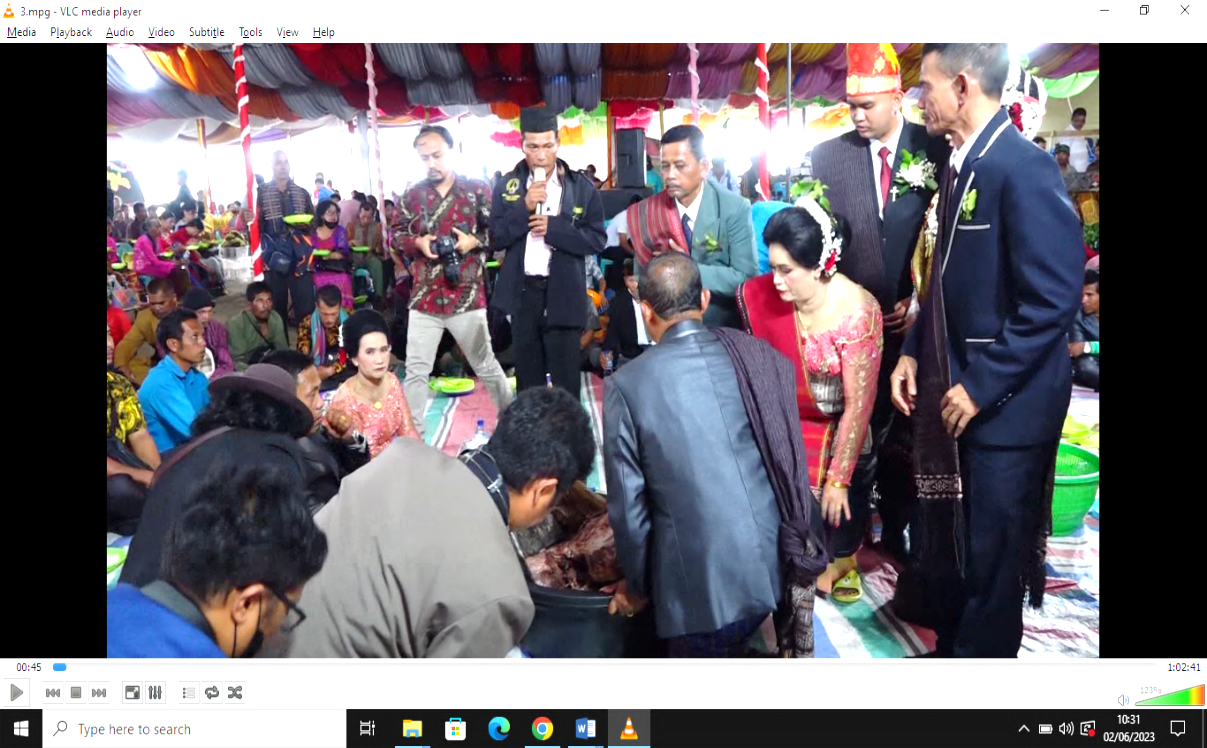 3.mpg - VLC media player
Media Playback Audio Video Subtitle Tools View Help
00:45
1:02:41
123%
Type here to search
10:31
02/06/2023